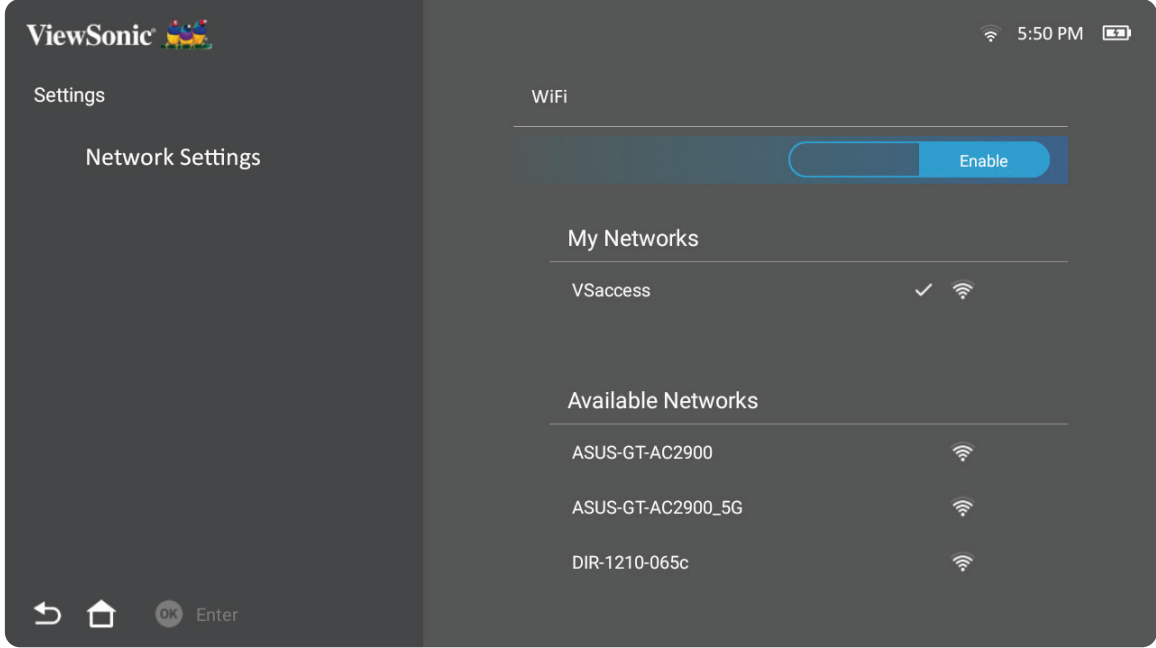 ViewSonic
5:50 PM
Settings
WiFi
Network Settings
Enable
My Networks
VSaccess
Available Networks
ASUS-GT-AC2900
ASUS-GT-AC2900_5G
DIR-1210-065c
OK Enter